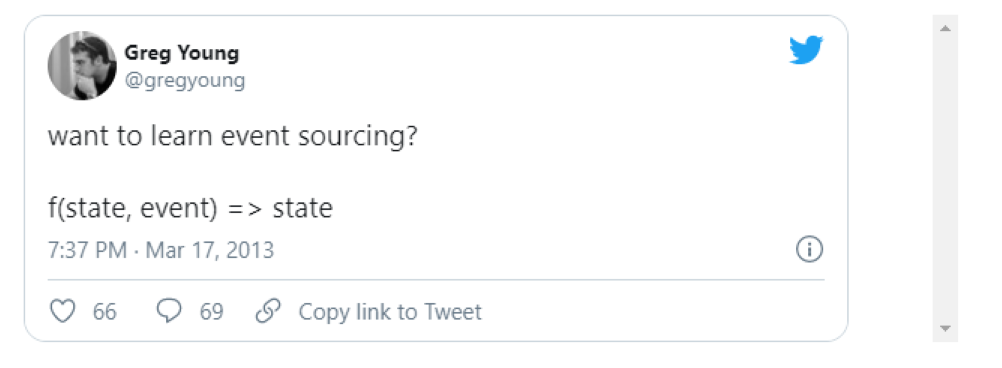 Greg Young
@gregyoung
want to learn event sourcing?
f(state, event) => state
7:37 PM · Mar 17, 2013
66 69 Copy link to Tweet